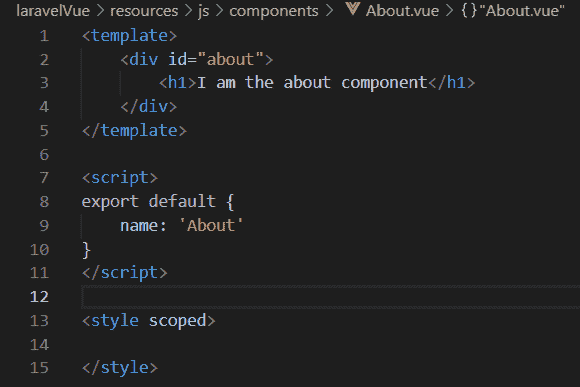 laravelVue > resources > js > components > About.vue > {} "About.vue"
1 <template>
2     <div id="about">
3         <h1>I am the about component</h1>
4     </div>
5 </template>
6
7 <script>
8 export default {
9     name: 'About'
10 }
11 </script>
12
13 <style scoped>
14
15 </style>